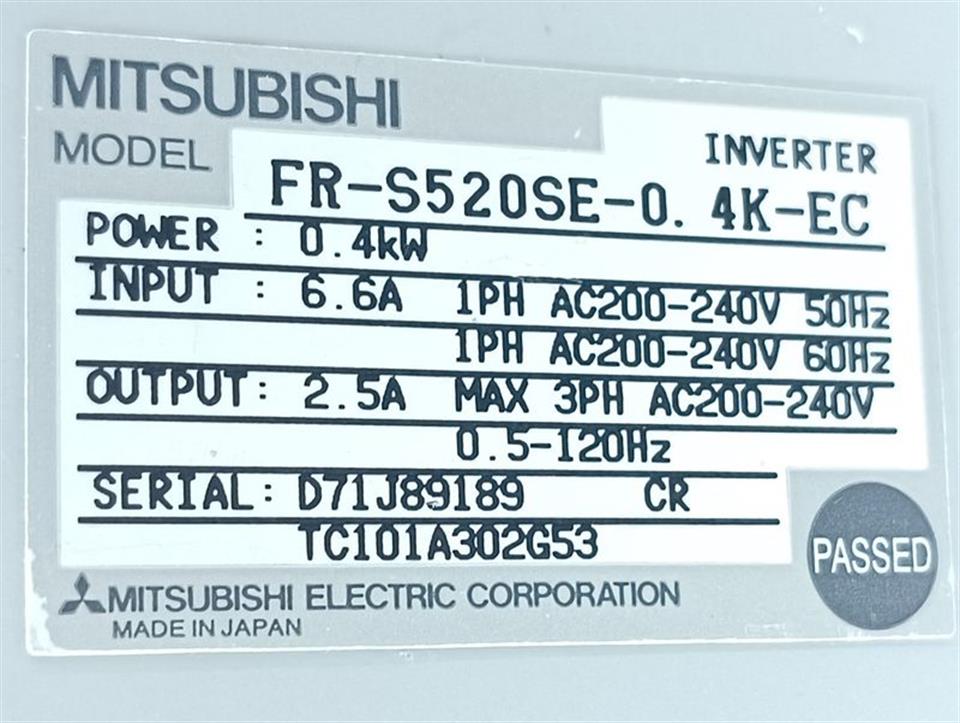 MITSUBISHI
INVERTER
MODEL FR-S520SE-0.4K-EC
POWER : 0.4kW
INPUT : 6.6A 1PH AC200-240V 50Hz
1PH AC200-240V 60Hz
OUTPUT: 2.5A MAX 3PH AC200-240V
0.5-120Hz
SERIAL: D71J89189 CR
TC101A302G53
PASSED
MITSUBISHI ELECTRIC CORPORATION
MADE IN JAPAN